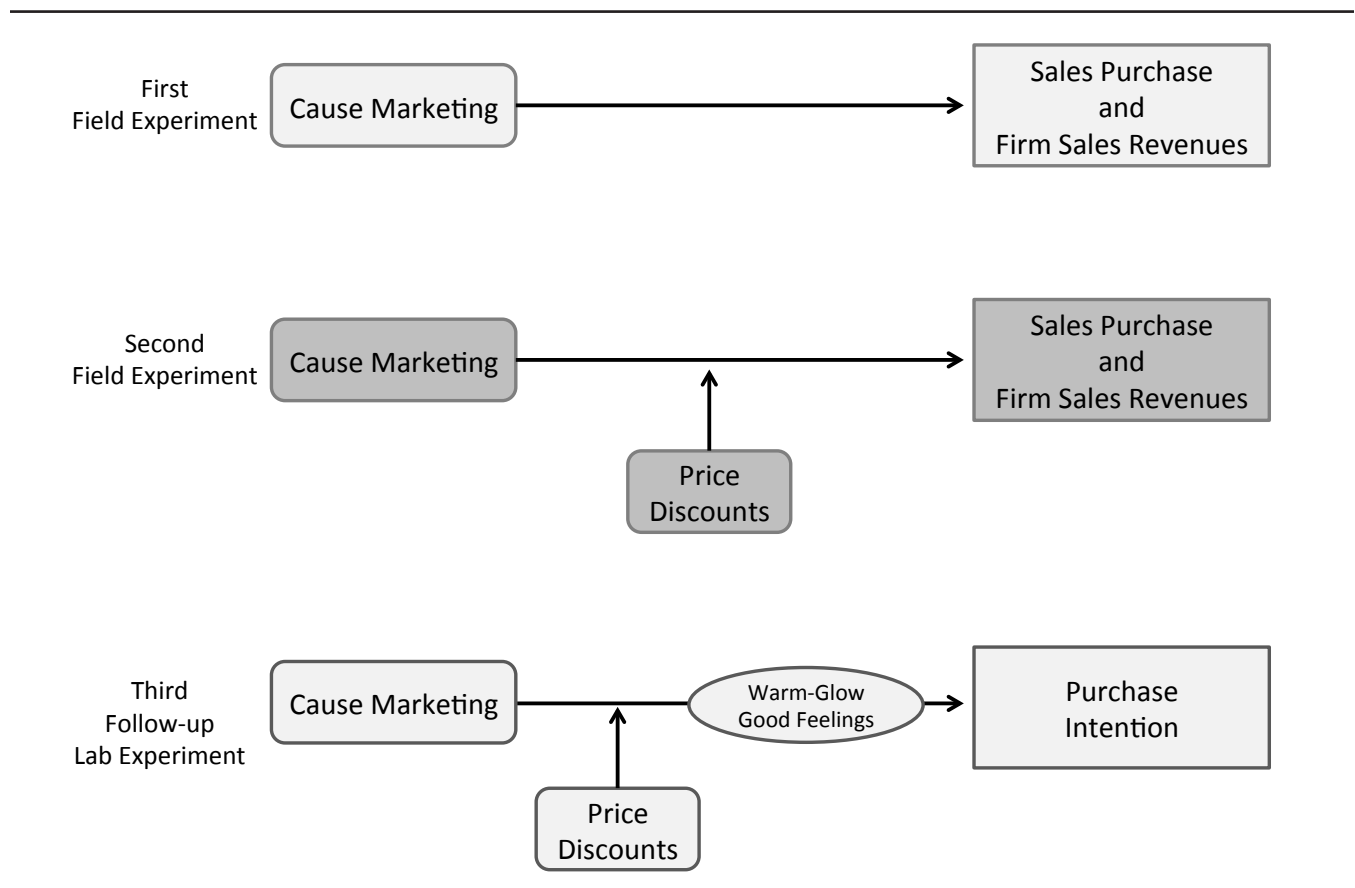 First
Field Experiment
Cause Marketing
Sales Purchase
and
Firm Sales Revenues
Second
Field Experiment
Cause Marketing
Sales Purchase
and
Firm Sales Revenues
Price
Discounts
Third
Follow-up
Lab Experiment
Cause Marketing
Warm-Glow
Good Feelings
Purchase
Intention
Price
Discounts